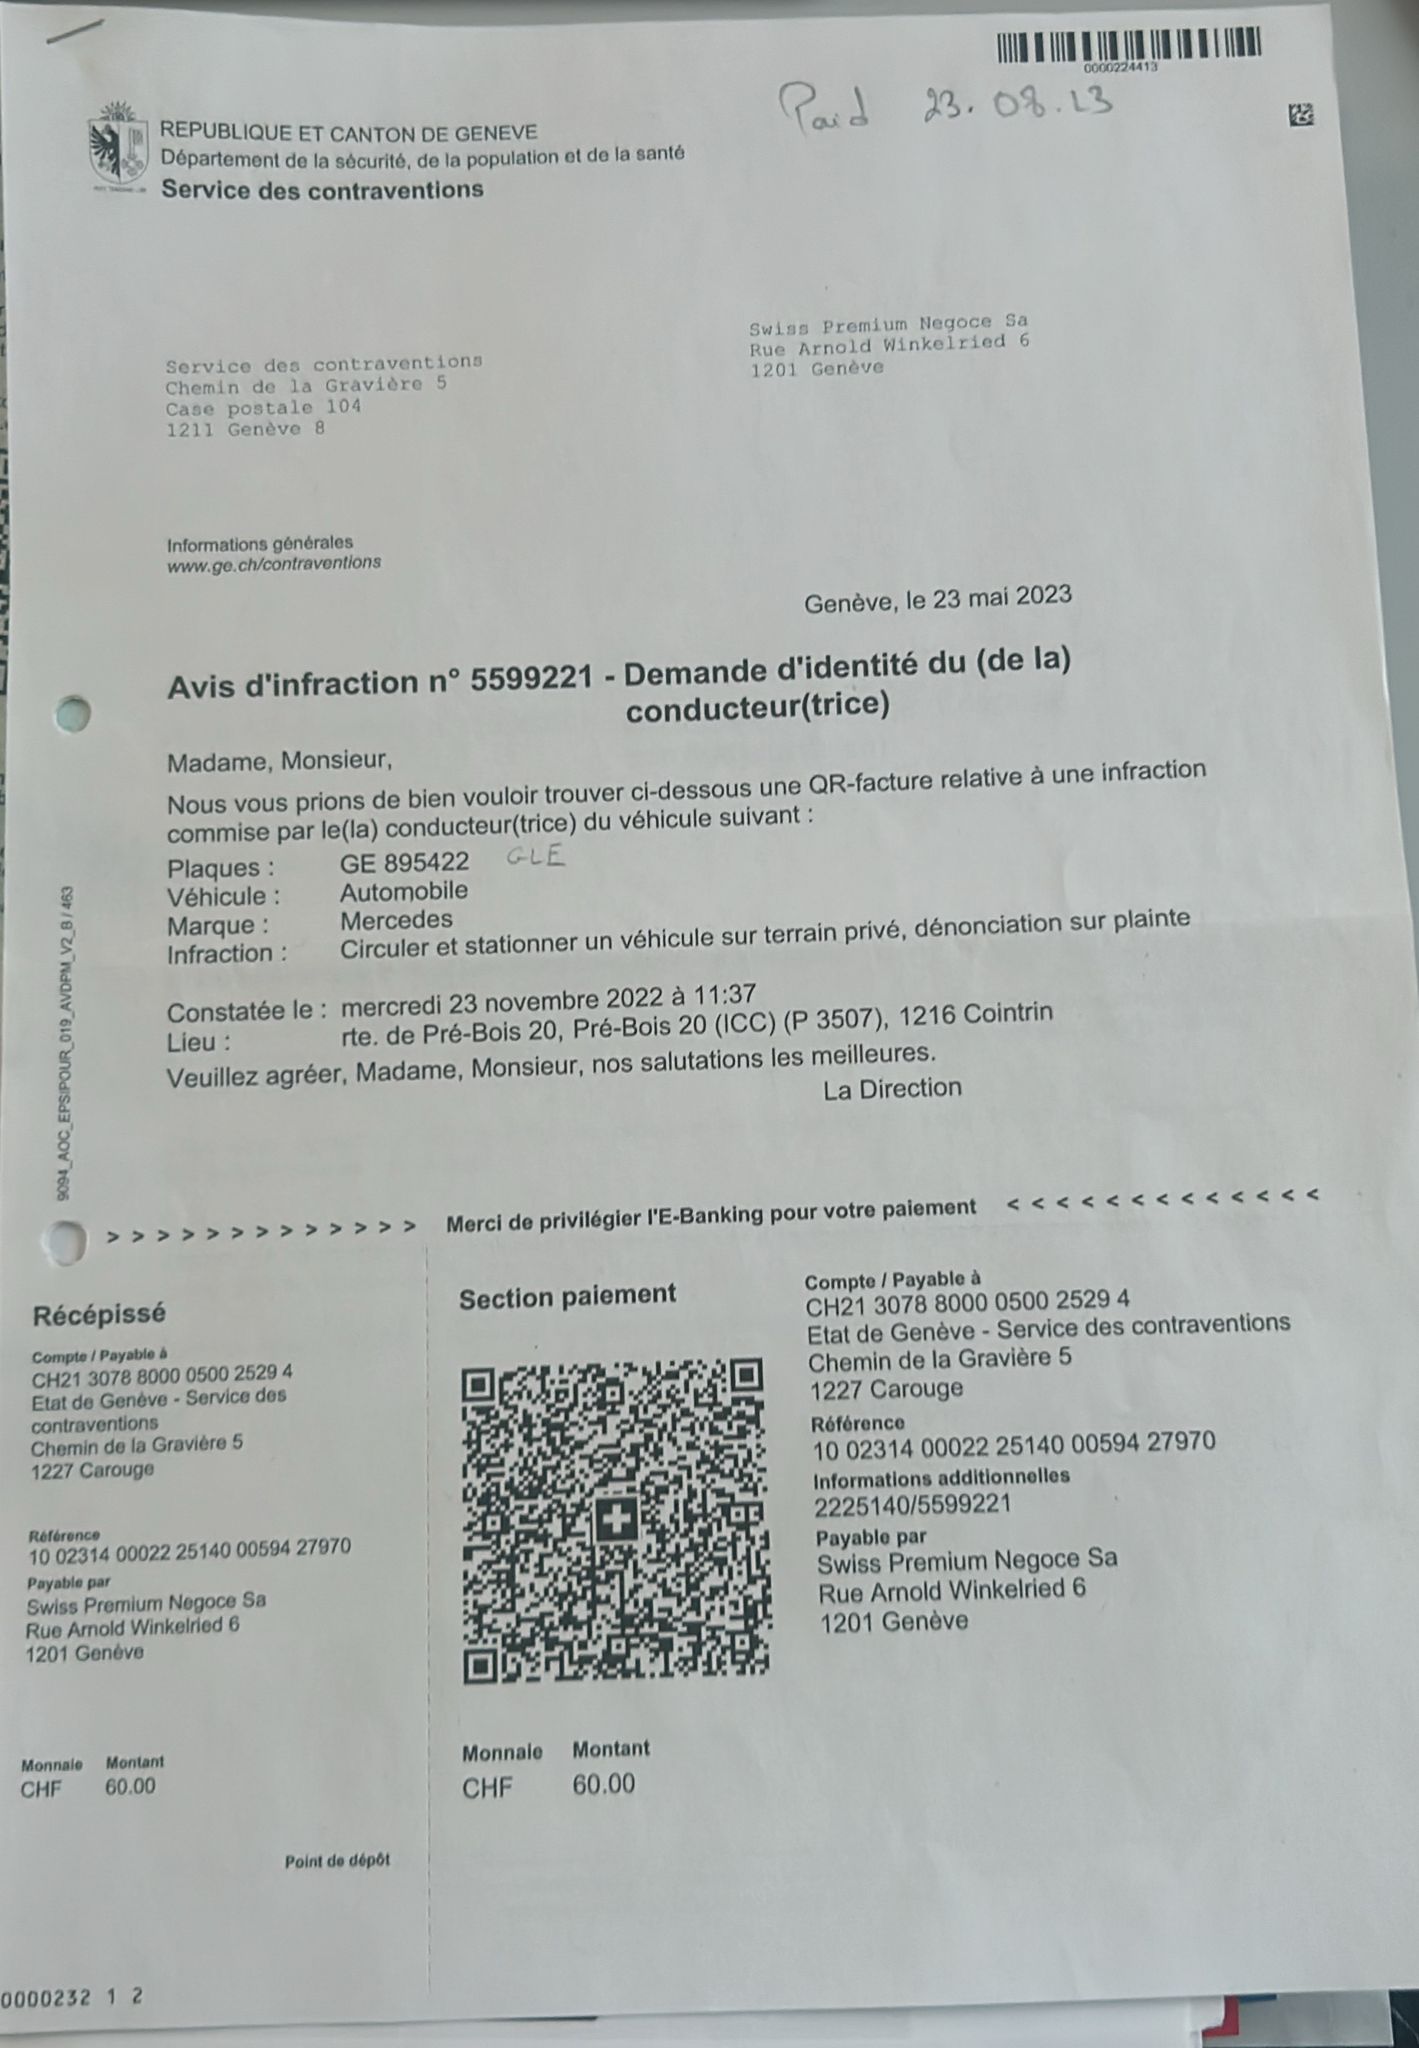 0000224413
Paid 23.08.23
REPUBLIQUE ET CANTON DE GENEVE
Département de la sécurité, de la population et de la santé
Service des contraventions
Swiss Premium Negoce Sa
Rue Arnold Winkelried 6
1201 Genève
Service des contraventions
Chemin de la Gravière 5
Case postale 104
1211 Genève 8
Informations générales
www.ge.ch/contraventions
Genève, le 23 mai 2023
Avis d'infraction n° 5599221 - Demande d'identité du (de la)
conducteur(trice)
Madame, Monsieur,
Nous vous prions de bien vouloir trouver ci-dessous une QR-facture relative à une infraction
commise par le(la) conducteur(trice) du véhicule suivant :
Plaques : GE 895422 GLE
Véhicule : Automobile
Marque : Mercedes
Infraction : Circuler et stationner un véhicule sur terrain privé, dénonciation sur plainte
Constatée le : mercredi 23 novembre 2022 à 11:37
Lieu : rte. de Pré-Bois 20, Pré-Bois 20 (ICC) (P 3507), 1216 Cointrin
Veuillez agréer, Madame, Monsieur, nos salutations les meilleures.
La Direction
9094_AOC_EPSIPOUR_019_AVDPM_V2_B / 463
> > > > > > > > > > > > > Merci de privilégier l'E-Banking pour votre paiement < < < < < < < < < < < < <
Récépissé
Compte / Payable à
CH21 3078 8000 0500 2529 4
Etat de Genève - Service des
contraventions
Chemin de la Gravière 5
1227 Carouge
Référence
10 02314 00022 25140 00594 27970
Payable par
Swiss Premium Negoce Sa
Rue Arnold Winkelried 6
1201 Genève
Monnaie Montant
CHF 60.00
Point de dépôt
Section paiement
Monnaie Montant
CHF 60.00
Compte / Payable à
CH21 3078 8000 0500 2529 4
Etat de Genève - Service des contraventions
Chemin de la Gravière 5
1227 Carouge
Référence
10 02314 00022 25140 00594 27970
Informations additionnelles
2225140/5599221
Payable par
Swiss Premium Negoce Sa
Rue Arnold Winkelried 6
1201 Genève
0000232 1 2